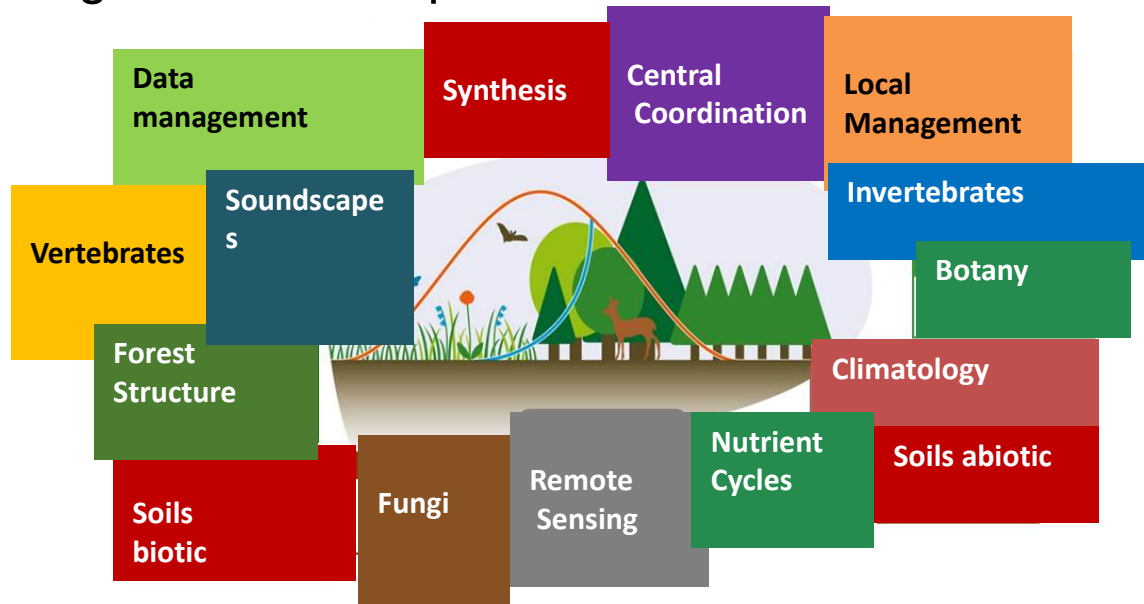 Data
management
Synthesis
Central
Coordination
Local
Management
Vertebrates
Soundscape
s
Invertebrates
Botany
Forest
Structure
Climatology
Soils
biotic
Fungi
Remote
Sensing
Nutrient
Cycles
Soils abiotic